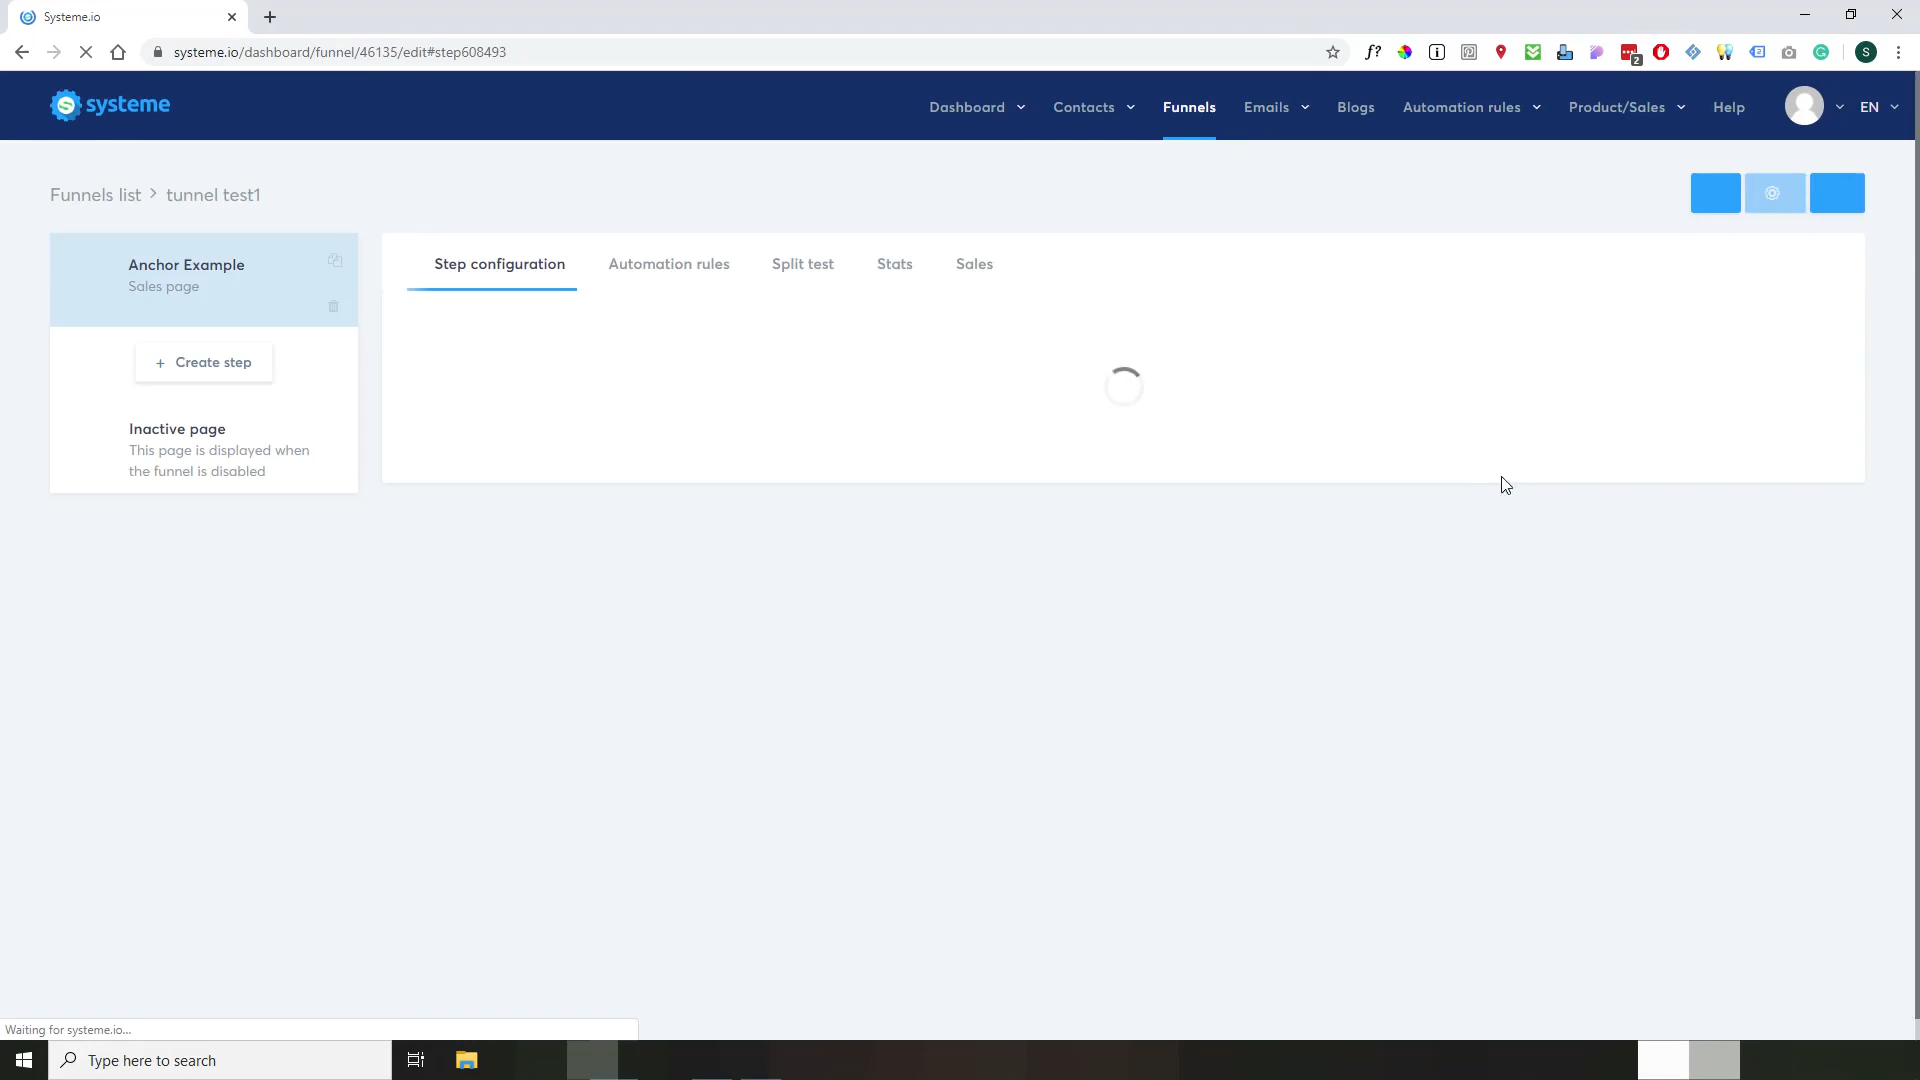 Systeme.io
systeme.io/dashboard/funnel/46135/edit#step608493
2
S
systeme
Dashboard
Contacts
Funnels
Emails
Blogs
Automation rules
Product/Sales
Help
EN
Funnels list > tunnel test1
Anchor Example
Sales page
+ Create step
Inactive page
This page is displayed when
the funnel is disabled
Step configuration
Automation rules
Split test
Stats
Sales
Waiting for systeme.io...
Type here to search